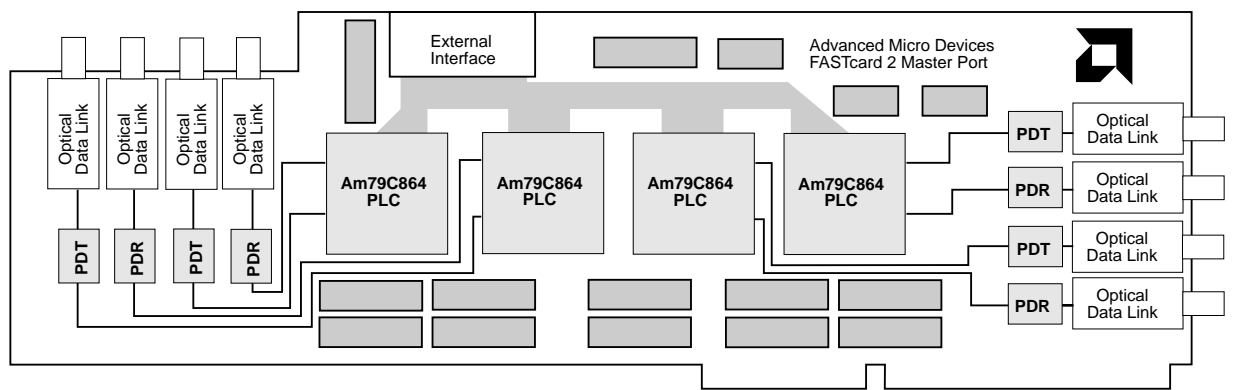 External
Interface
Advanced Micro Devices
FASTcard 2 Master Port
Optical
Data Link
Optical
Data Link
Optical
Data Link
Optical
Data Link
PDT
PDR
PDT
PDR
Am79C864
PLC
Am79C864
PLC
Am79C864
PLC
Am79C864
PLC
PDT
Optical
Data Link
PDR
Optical
Data Link
PDT
Optical
Data Link
PDR
Optical
Data Link